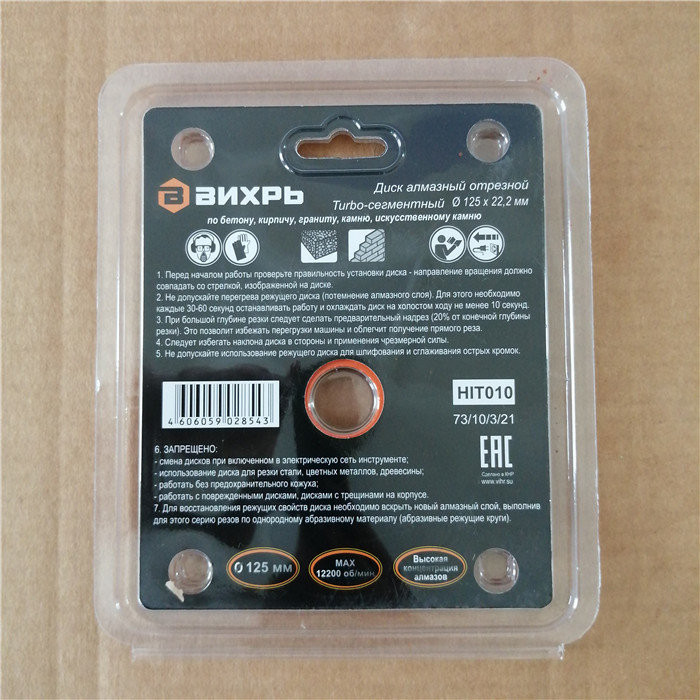 ВИХРЬ
Диск алмазный отрезной
Turbo-сегментный Ø 125 x 22,2 мм
по бетону, кирпичу, граниту, камню, искусственному камню
1. Перед началом работы проверьте правильность установки диска - направление вращения должно
совпадать со стрелкой, изображенной на диске.
2. Не допускайте перегрева режущего диска (потемнение алмазного слоя). Для этого необходимо
каждые 30-60 секунд останавливать работу и охлаждать диск на холостом ходу не менее 10 секунд.
3. При большой глубине резки следует сделать предварительный надрез (20% от конечной глубины
резки). Это позволит избежать перегрузки машины и облегчит получение прямого реза.
4. Следует избегать наклона диска в стороны и применения чрезмерной силы.
5. Не допускайте использование режущего диска для шлифования и сглаживания острых кромок.
4 606059 028543
HIT010
73/10/3/21
6. ЗАПРЕЩЕНО:
- смена дисков при включенном в электрическую сеть инструменте;
- использование диска для резки стали, цветных металлов, древесины;
- работать без предохранительного кожуха;
- работать с поврежденными дисками, дисками с трещинами на корпусе.
EAC
Сделано в КНР
www.vihr.su
7. Для восстановления режущих свойств диска необходимо вскрыть новый алмазный слой, выполнив
для этого серию резов по однородному абразивному материалу (абразивные режущие круги).
Ø 125 мм
MAX
12200 об/мин
Высокая
концентрация
алмазов